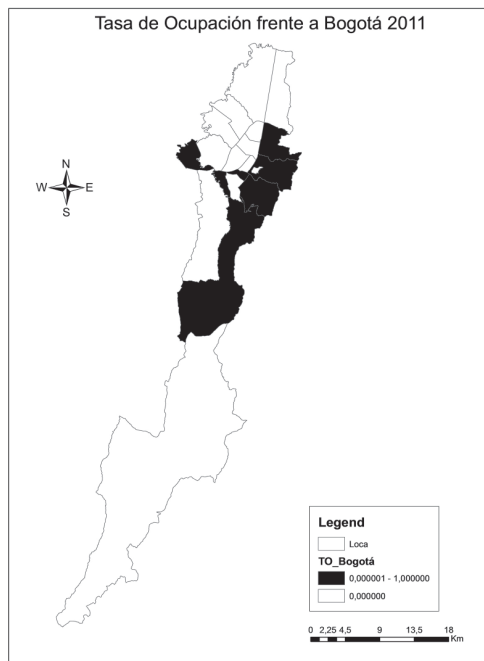 Tasa de Ocupación frente a Bogotá 2011
N
W E
S
Legend
Loca
TO_Bogotá
0,000001 - 1,000000
0,000000
0 2,25 4,5 9 13,5 18
Km